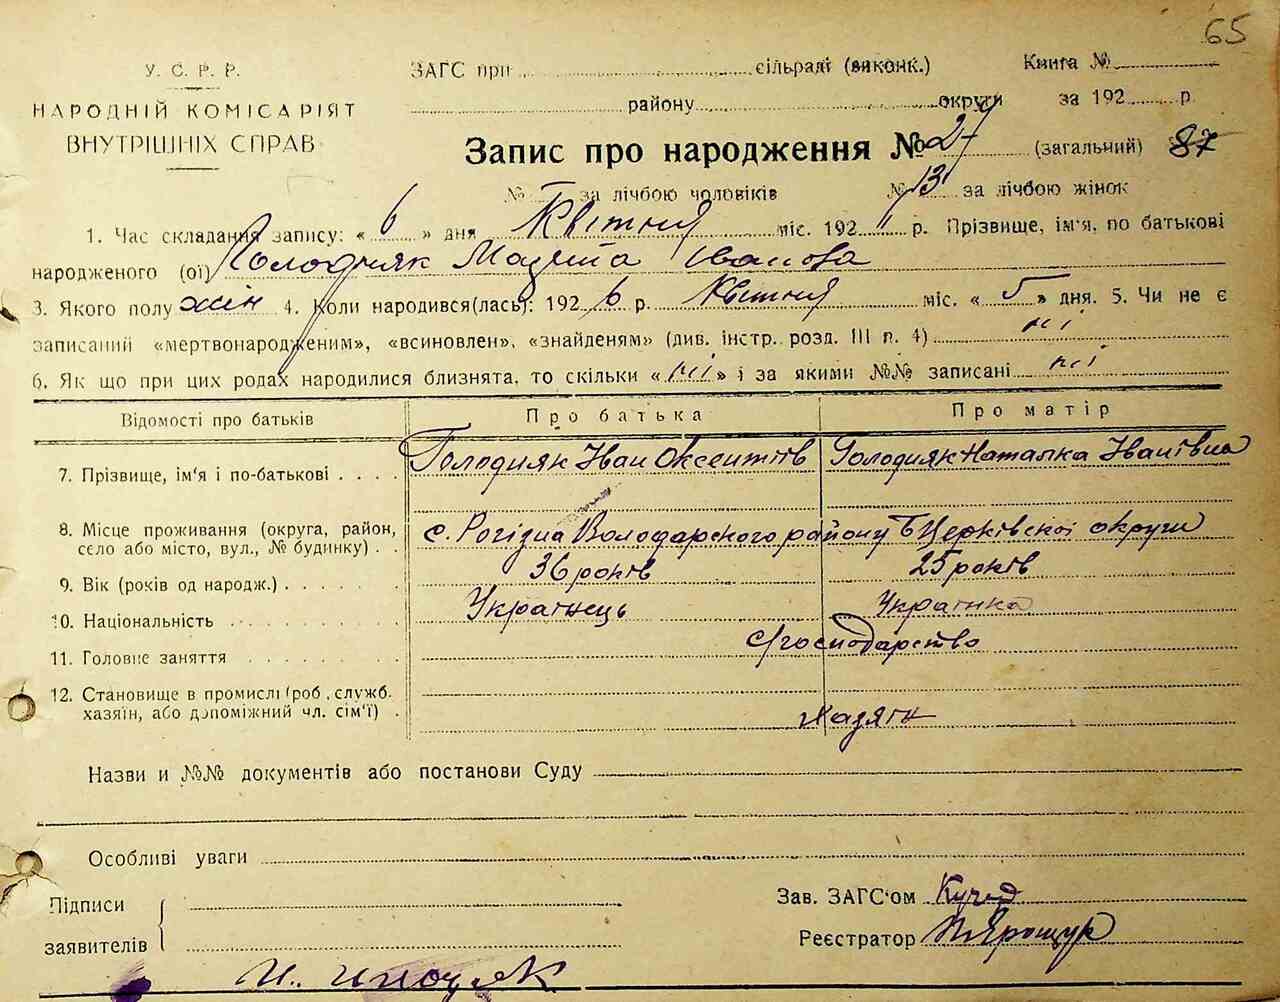 65
У. С. Р. Р.
НАРОДНІЙ КОМІСАРІЯТ
ВНУТРІШНІХ СПРАВ
ЗАГС при сільраді (виконк.) Книга №
району округи за 192 р.
Запис про народження № 27 (загальний) 87
№ за лічбою чоловіків № 13 за лічбою жінок
1. Час складання запису: « 6 » дня Квітня міс. 192 р. Прізвище, ім'я, по батькові
народженого (ої) Голодняк Івапова
3. Якого полу жін 4. Коли народився(лась): 192 6 р. Квітня міс. « 5 » дня. 5. Чи не є
записаний «мертвонародженим», «всиновлен», «знайденям» (див. інстр. розд. III п. 4) ні
6. Як що при цих родах народилися близнята, то скільки « ні » і за якими №№ записані ні
Відомості про батьків Про батька Про матір
7. Прізвище, ім'я і по-батькові Голодняк Іван Оксентіїв Голодняк Наталка Іванівна
8. Місце проживання (округа, район, село або місто, вул., № будинку) с. Рогізна Володарского району Б Церківскої округи
9. Вік (років од народж.) 36 років 25 років
10. Національність Українець Українка
11. Головне заняття с/господарство
12. Становище в промислі (роб., служб. хазяїн, або допоміжний чл. сім'ї) хазяїн
Назви и №№ документів або постанови Суду
Особливі уваги
Підписи
заявителів
Зав. ЗАГС'ом
Реєстратор Ярощук